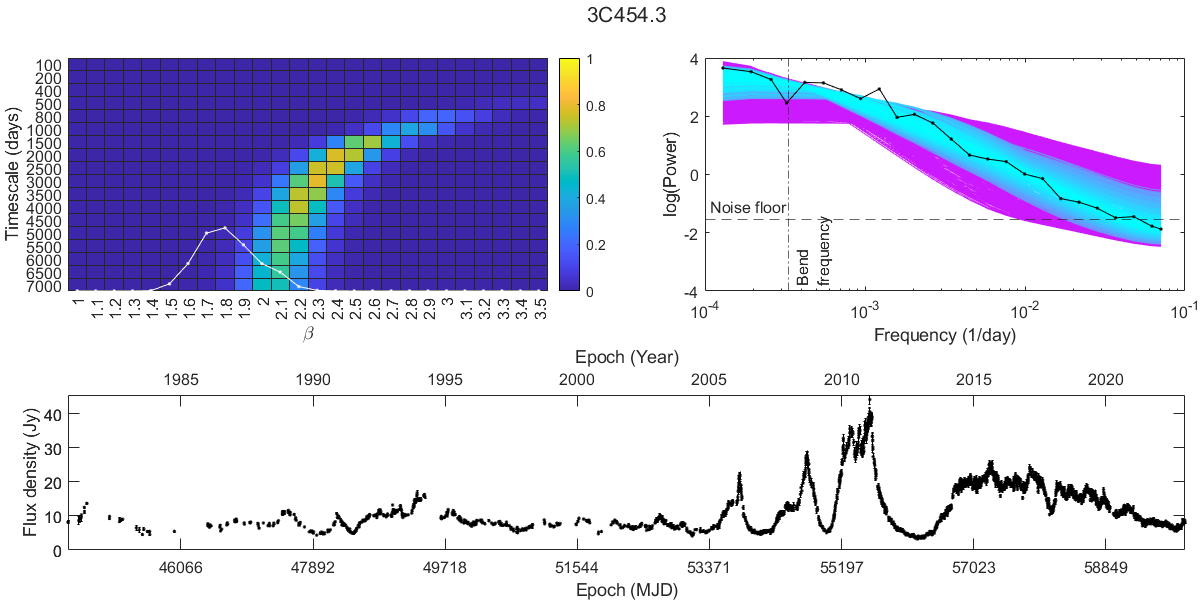 3C454.3
Timescale (days)
100
200
400
500
800
1000
1500
2000
2500
3000
3500
4000
5000
5500
6000
6500
7000
1 1.1 1.2 1.3 1.4 1.5 1.6 1.7 1.8 1.9 2 2.1 2.2 2.3 2.4 2.5 2.6 2.7 2.8 2.9 3 3.1 3.2 3.3 3.4 3.5
β
1
0.8
0.6
0.4
0.2
0
log(Power)
4
2
0
-2
-4
Noise floor
Bend
frequency
10^-4 10^-3 10^-2 10^-1
Frequency (1/day)
Epoch (Year)
1985 1990 1995 2000 2005 2010 2015 2020
Flux density (Jy)
40
30
20
10
0
46066 47892 49718 51544 53371 55197 57023 58849
Epoch (MJD)